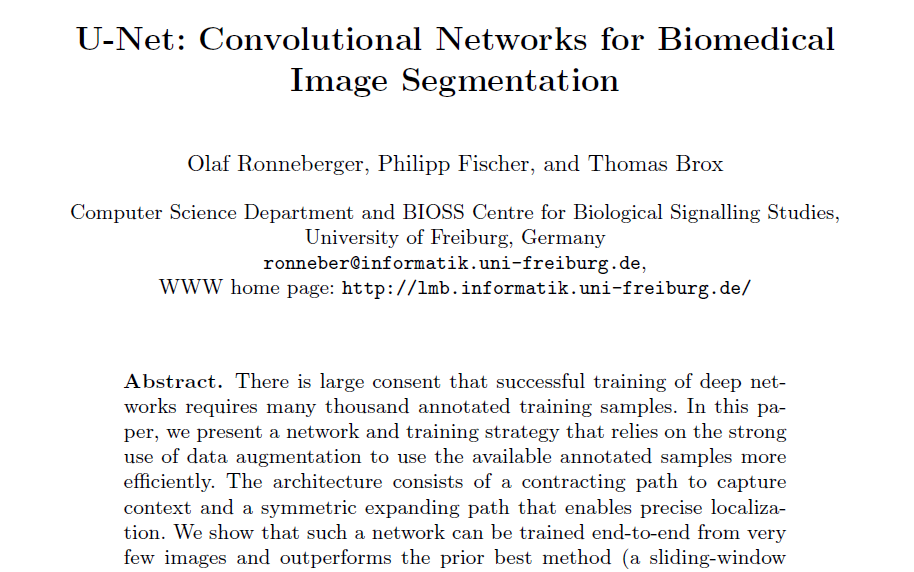 U-Net: Convolutional Networks for Biomedical
Image Segmentation
Olaf Ronneberger, Philipp Fischer, and Thomas Brox
Computer Science Department and BIOSS Centre for Biological Signalling Studies,
University of Freiburg, Germany
ronneber@informatik.uni-freiburg.de,
WWW home page: http://lmb.informatik.uni-freiburg.de/
Abstract. There is large consent that successful training of deep net-
works requires many thousand annotated training samples. In this pa-
per, we present a network and training strategy that relies on the strong
use of data augmentation to use the available annotated samples more
efficiently. The architecture consists of a contracting path to capture
context and a symmetric expanding path that enables precise localiza-
tion. We show that such a network can be trained end-to-end from very
few images and outperforms the prior best method (a sliding-window